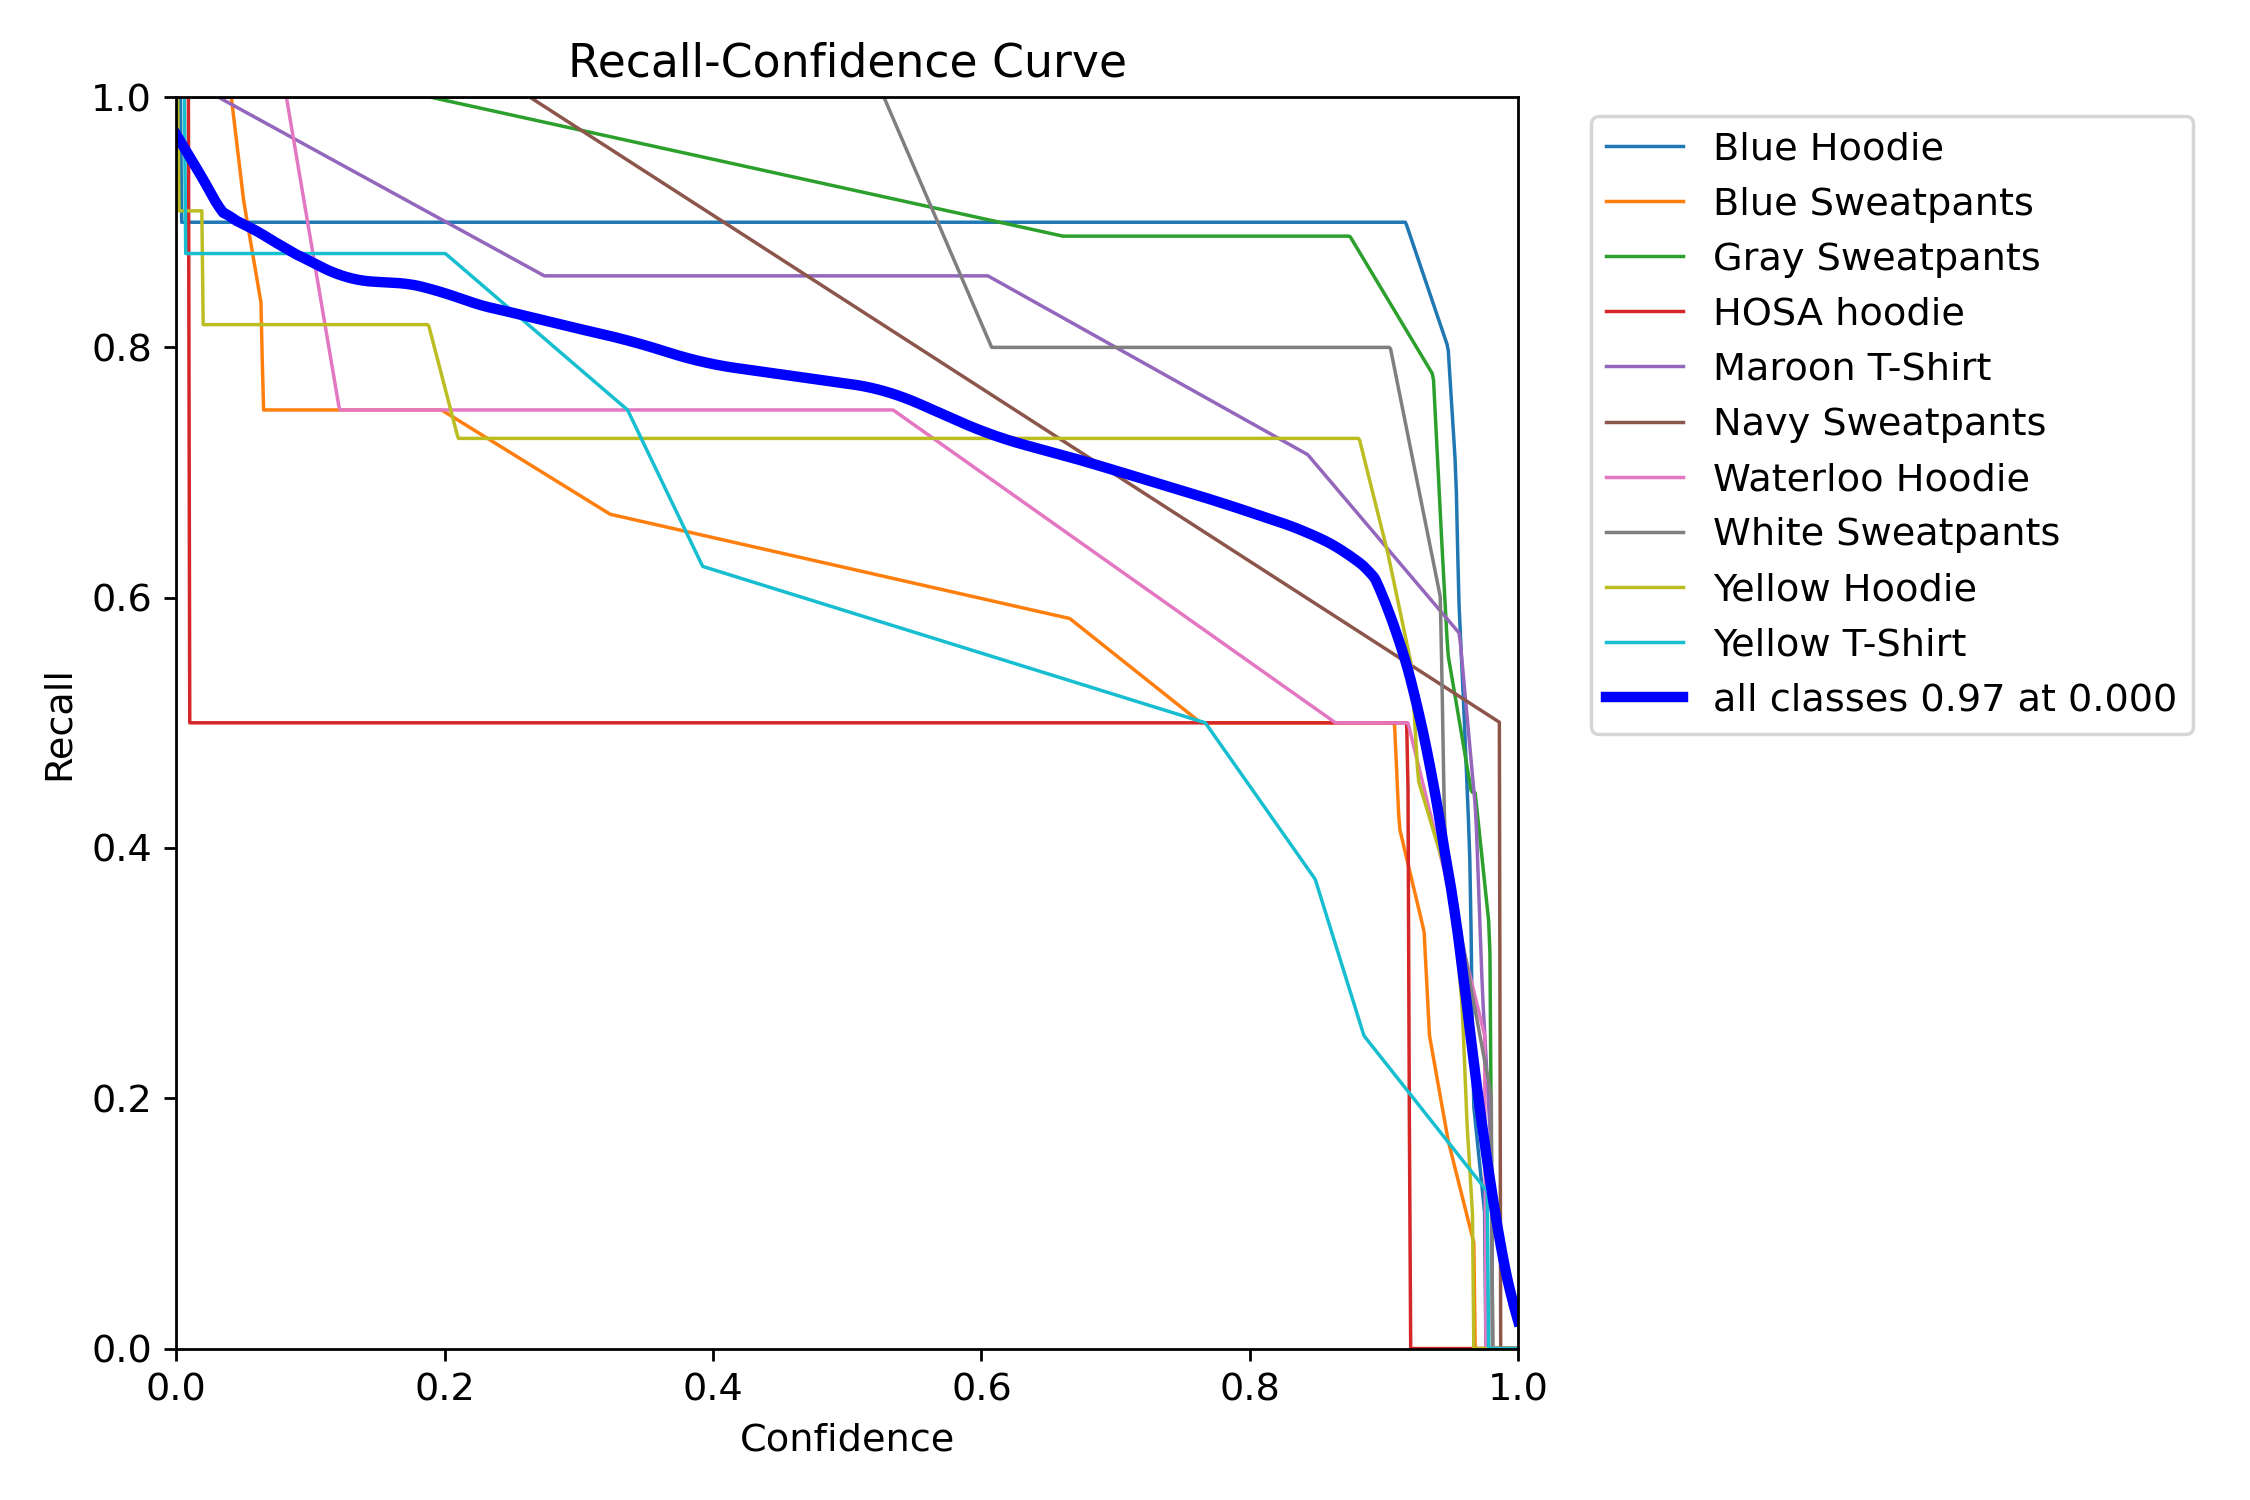 Recall-Confidence Curve
1.0
0.8
0.6
0.4
0.2
0.0
Recall
0.0 0.2 0.4 0.6 0.8 1.0
Confidence
Blue Hoodie
Blue Sweatpants
Gray Sweatpants
HOSA hoodie
Maroon T-Shirt
Navy Sweatpants
Waterloo Hoodie
White Sweatpants
Yellow Hoodie
Yellow T-Shirt
all classes 0.97 at 0.000